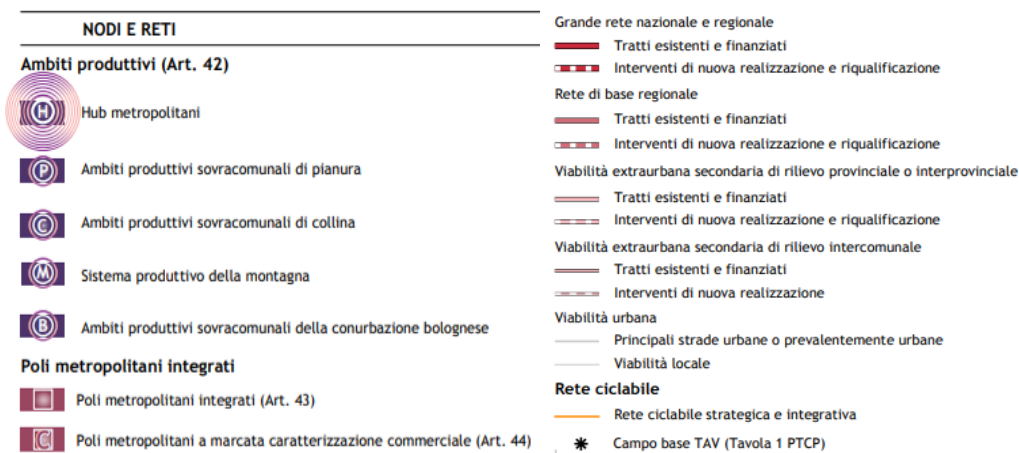 NODI E RETI
Ambiti produttivi (Art. 42)
H
Hub metropolitani
P
Ambiti produttivi sovracomunali di pianura
C
Ambiti produttivi sovracomunali di collina
M
Sistema produttivo della montagna
B
Ambiti produttivi sovracomunali della conurbazione bolognese
Poli metropolitani integrati
Poli metropolitani integrati (Art. 43)
C
Poli metropolitani a marcata caratterizzazione commerciale (Art. 44)
Grande rete nazionale e regionale
Tratti esistenti e finanziati
Interventi di nuova realizzazione e riqualificazione
Rete di base regionale
Tratti esistenti e finanziati
Interventi di nuova realizzazione e riqualificazione
Viabilità extraurbana secondaria di rilievo provinciale o interprovinciale
Tratti esistenti e finanziati
Interventi di nuova realizzazione e riqualificazione
Viabilità extraurbana secondaria di rilievo intercomunale
Tratti esistenti e finanziati
Interventi di nuova realizzazione
Viabilità urbana
Principali strade urbane o prevalentemente urbane
Viabilità locale
Rete ciclabile
Rete ciclabile strategica e integrativa
Campo base TAV (Tavola 1 PTCP)